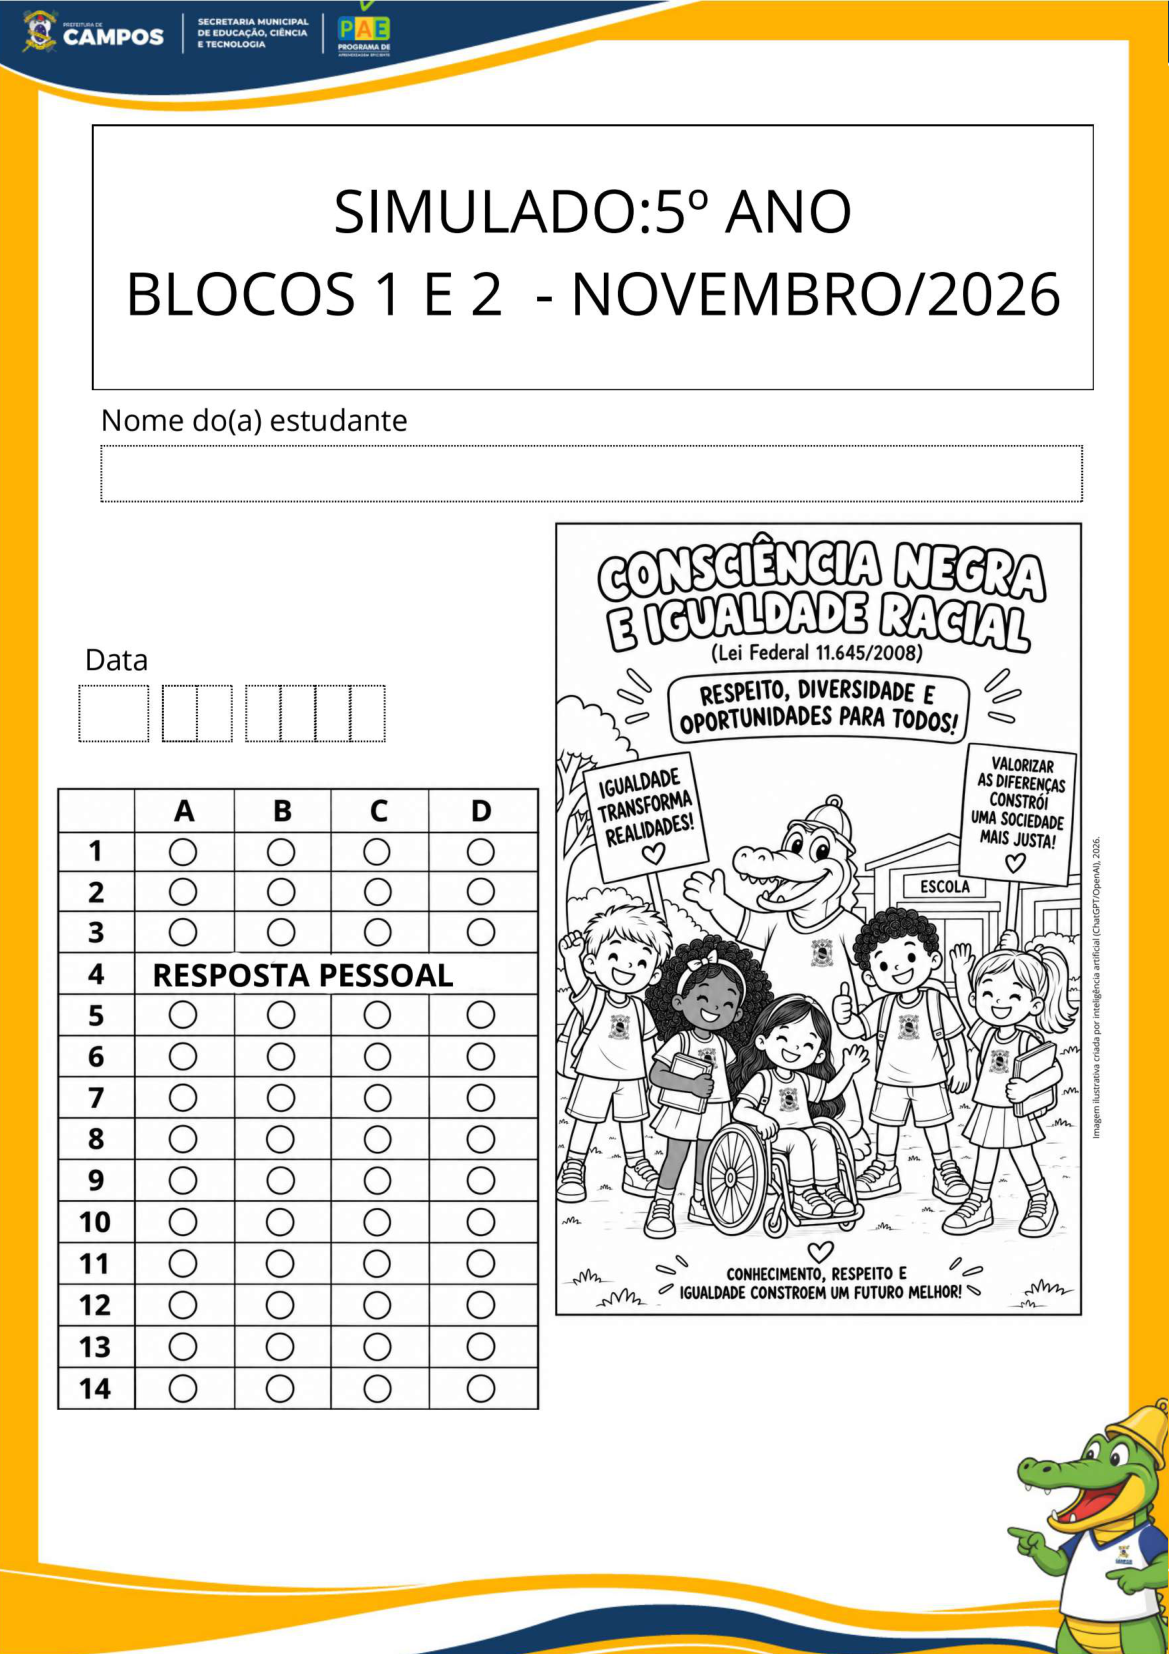 PREFEITURA DE
CAMPOS
SECRETARIA MUNICIPAL
DE EDUCAÇÃO, CIÊNCIA
E TECNOLOGIA
PAE
PROGRAMA DE
APRENDIZAGEM EFICIENTE
SIMULADO:5º ANO
BLOCOS 1 E 2 - NOVEMBRO/2026
Nome do(a) estudante
Data
A B C D
1
2
3
4 RESPOSTA PESSOAL
5
6
7
8
9
10
11
12
13
14
CONSCIÊNCIA NEGRA
E IGUALDADE RACIAL
(Lei Federal 11.645/2008)
RESPEITO, DIVERSIDADE E
OPORTUNIDADES PARA TODOS!
IGUALDADE
TRANSFORMA
REALIDADES!
VALORIZAR
AS DIFERENÇAS
CONSTRÓI
UMA SOCIEDADE
MAIS JUSTA!
ESCOLA
CONHECIMENTO, RESPEITO E
IGUALDADE CONSTROEM UM FUTURO MELHOR!
Imagem ilustrativa criada por inteligência artificial (ChatGPT/OpenAI), 2026.